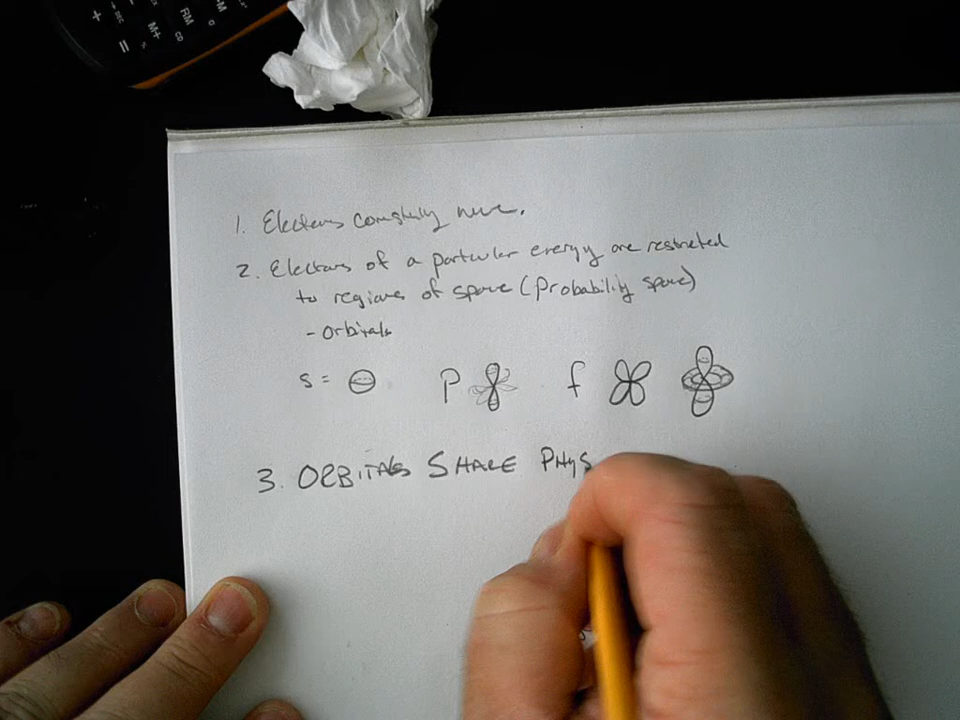 1. Electrons constantly move.
2. Electrons of a particular energy are restricted
to regions of space (Probability space)
- Orbitals
s = p f
3. ORBITALS SHARE PHYS